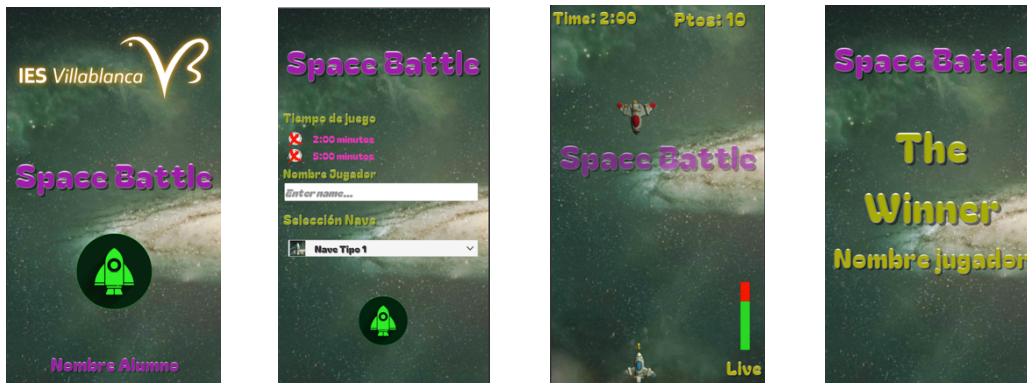 IES Villablanca
Space Battle
Nombre Alumno
Space Battle
Tiempo de juego
2:00 minutos
5:00 minutos
Nombre Jugador
Enter name...
Selección Nave
Nave Tipo 1
Time: 2:00 Ptos: 10
Space Battle
Live
Space Battle
The
Winner
Nombre jugador